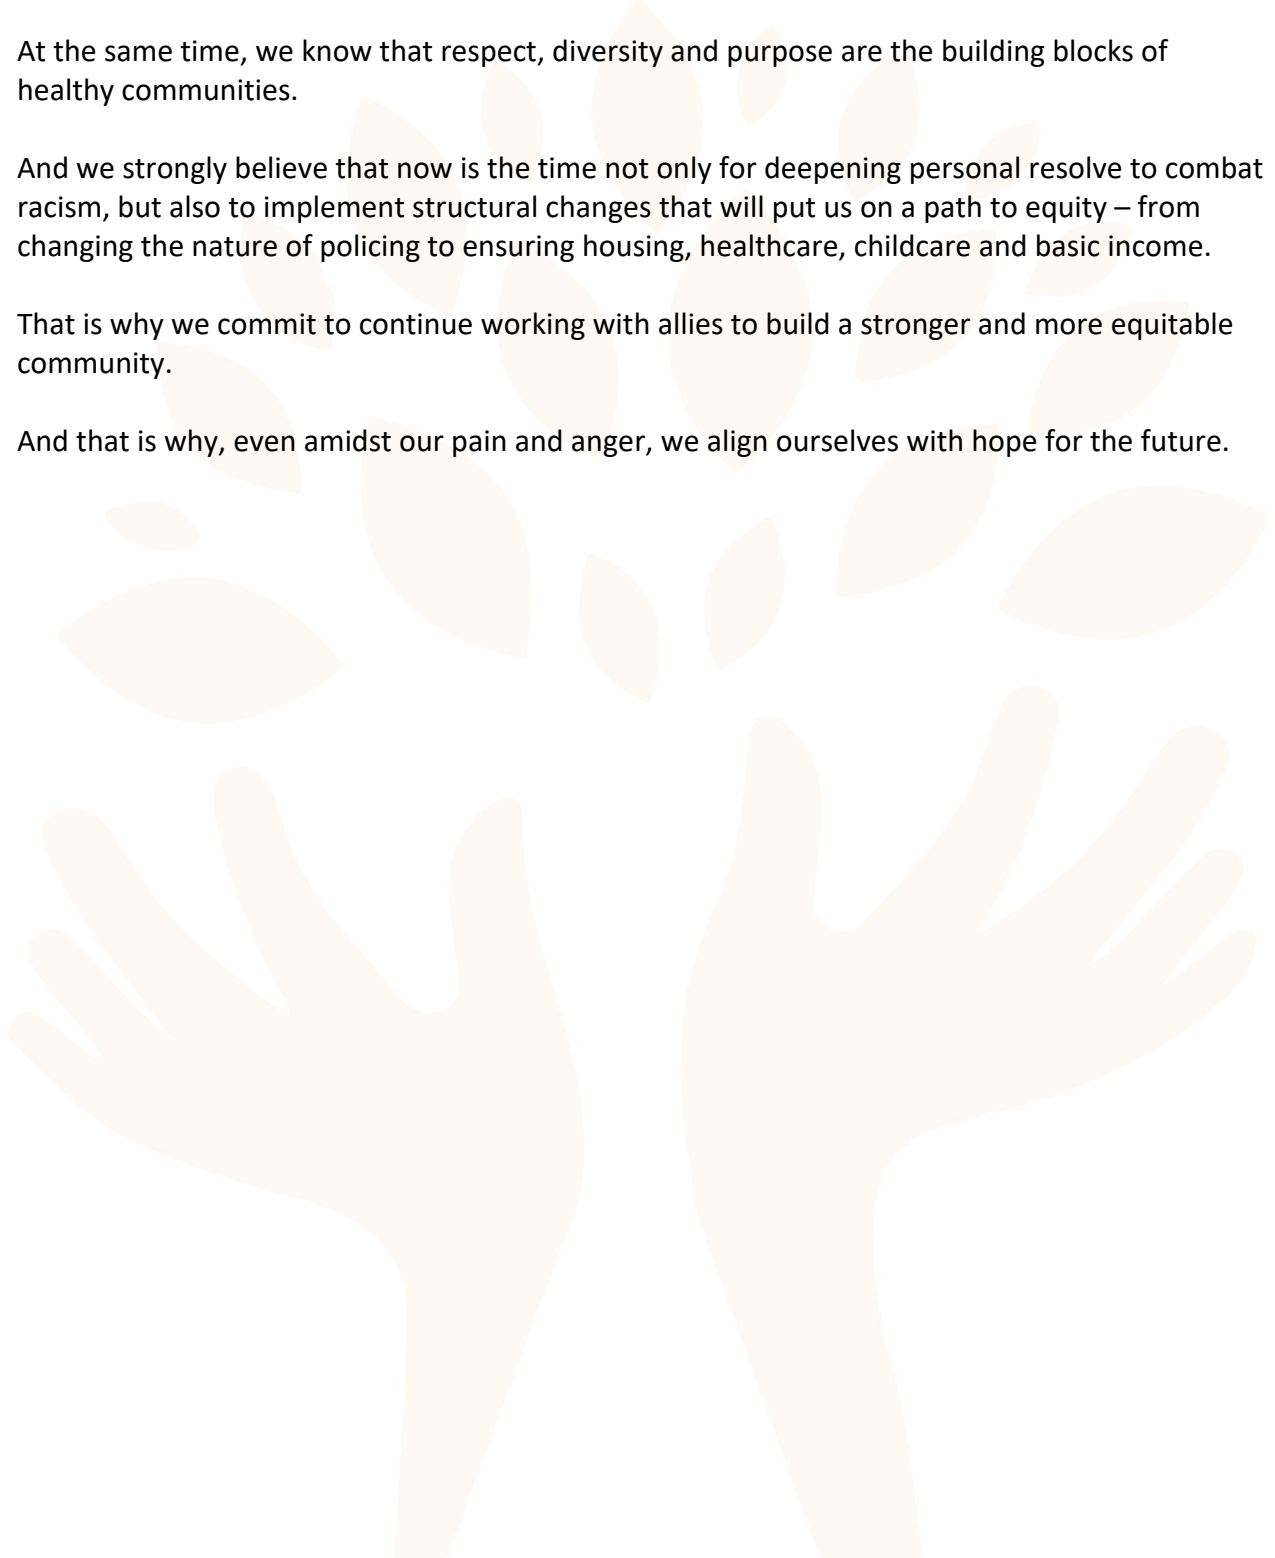 At the same time, we know that respect, diversity and purpose are the building blocks of
healthy communities.
And we strongly believe that now is the time not only for deepening personal resolve to combat
racism, but also to implement structural changes that will put us on a path to equity – from
changing the nature of policing to ensuring housing, healthcare, childcare and basic income.
That is why we commit to continue working with allies to build a stronger and more equitable
community.
And that is why, even amidst our pain and anger, we align ourselves with hope for the future.